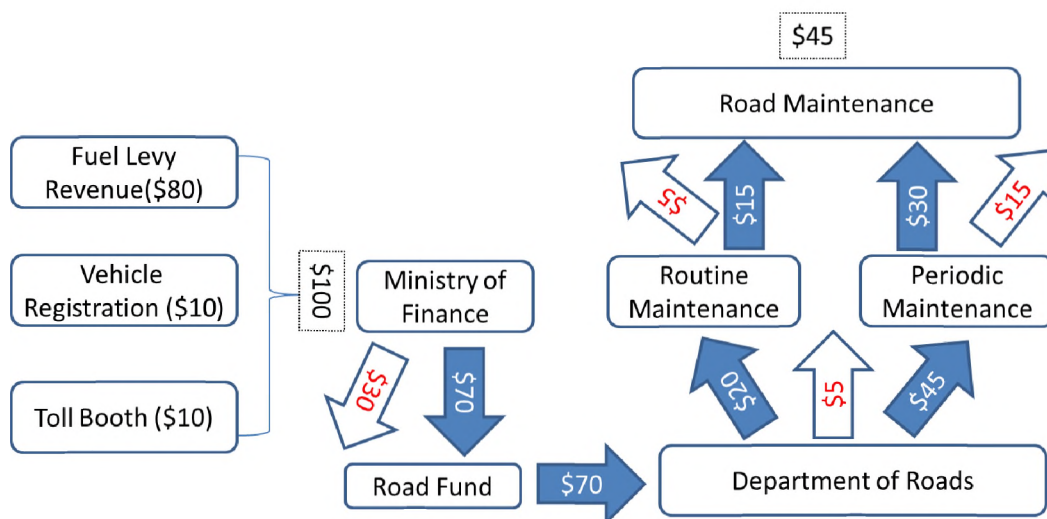 $45
Road Maintenance
Fuel Levy
Revenue($80)
$5
$15
$30
$15
Vehicle
Registration ($10)
$100
Ministry of
Finance
Routine
Maintenance
Periodic
Maintenance
Toll Booth ($10)
$30
$70
$20
$5
$45
Road Fund
$70
Department of Roads